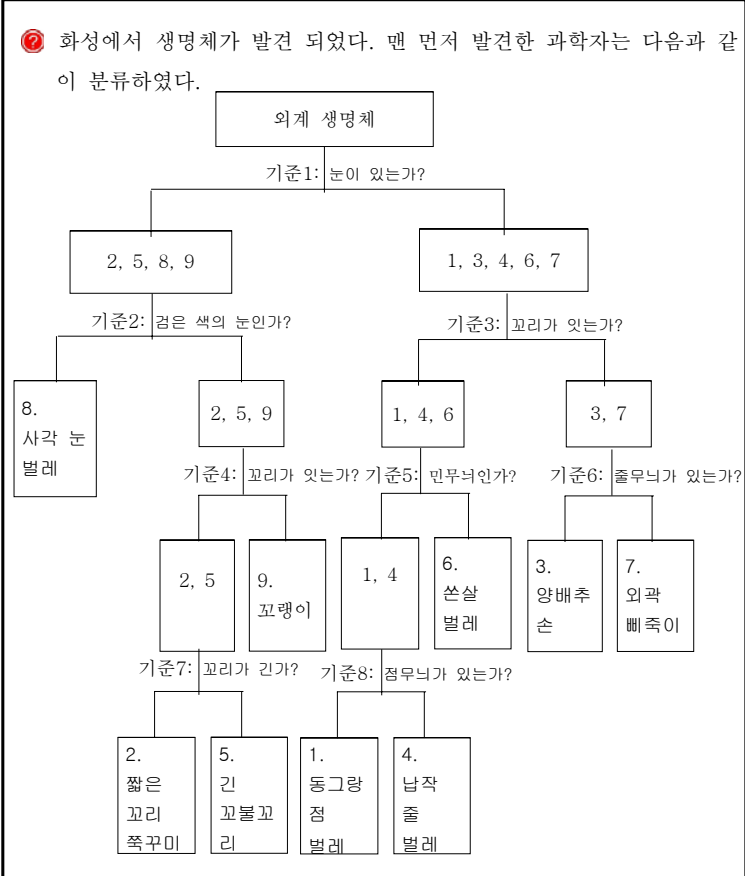 화성에서 생명체가 발견 되었다. 맨 먼저 발견한 과학자는 다음과 같
이 분류하였다.
외계 생명체
기준1: 눈이 있는가?
2, 5, 8, 9
1, 3, 4, 6, 7
기준2: 검은 색의 눈인가?
기준3: 꼬리가 잇는가?
8.
사각 눈
벌레
2, 5, 9
1, 4, 6
3, 7
기준4: 꼬리가 잇는가?
기준5: 민무늬인가?
기준6: 줄무늬가 있는가?
2, 5
9.
꼬랭이
1, 4
6.
쏜살
벌레
3.
양배추
손
7.
외곽
삐죽이
기준7: 꼬리가 긴가?
기준8: 점무늬가 있는가?
2.
짧은
꼬리
쭉꾸미
5.
긴
꼬불꼬
리
1.
동그랑
점
벌레
4.
납작
줄
벌레